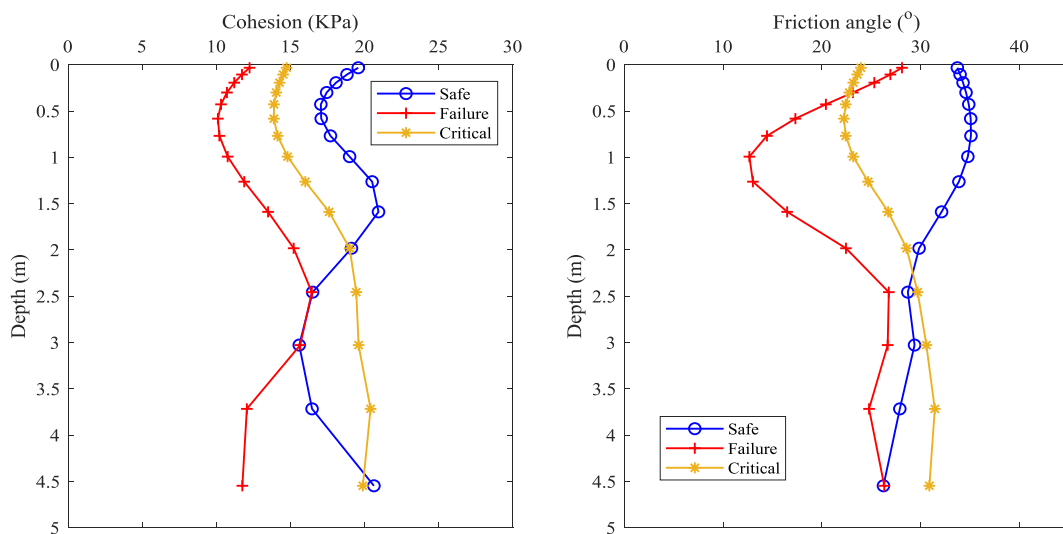 Cohesion (KPa)
0 5 10 15 20 25 30
0
0.5
1
1.5
2
2.5
3
3.5
4
4.5
5
Depth (m)
Safe
Failure
Critical
Friction angle (º)
0 10 20 30 40
0
0.5
1
1.5
2
2.5
3
3.5
4
4.5
5
Depth (m)
Safe
Failure
Critical